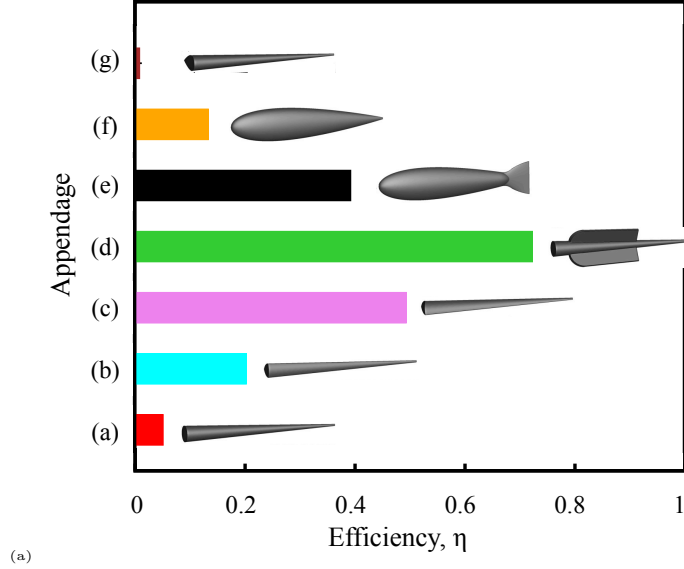 (g)
(f)
(e)
(d)
(c)
(b)
(a)
Appendage
0 0.2 0.4 0.6 0.8 1
Efficiency, η
(a)